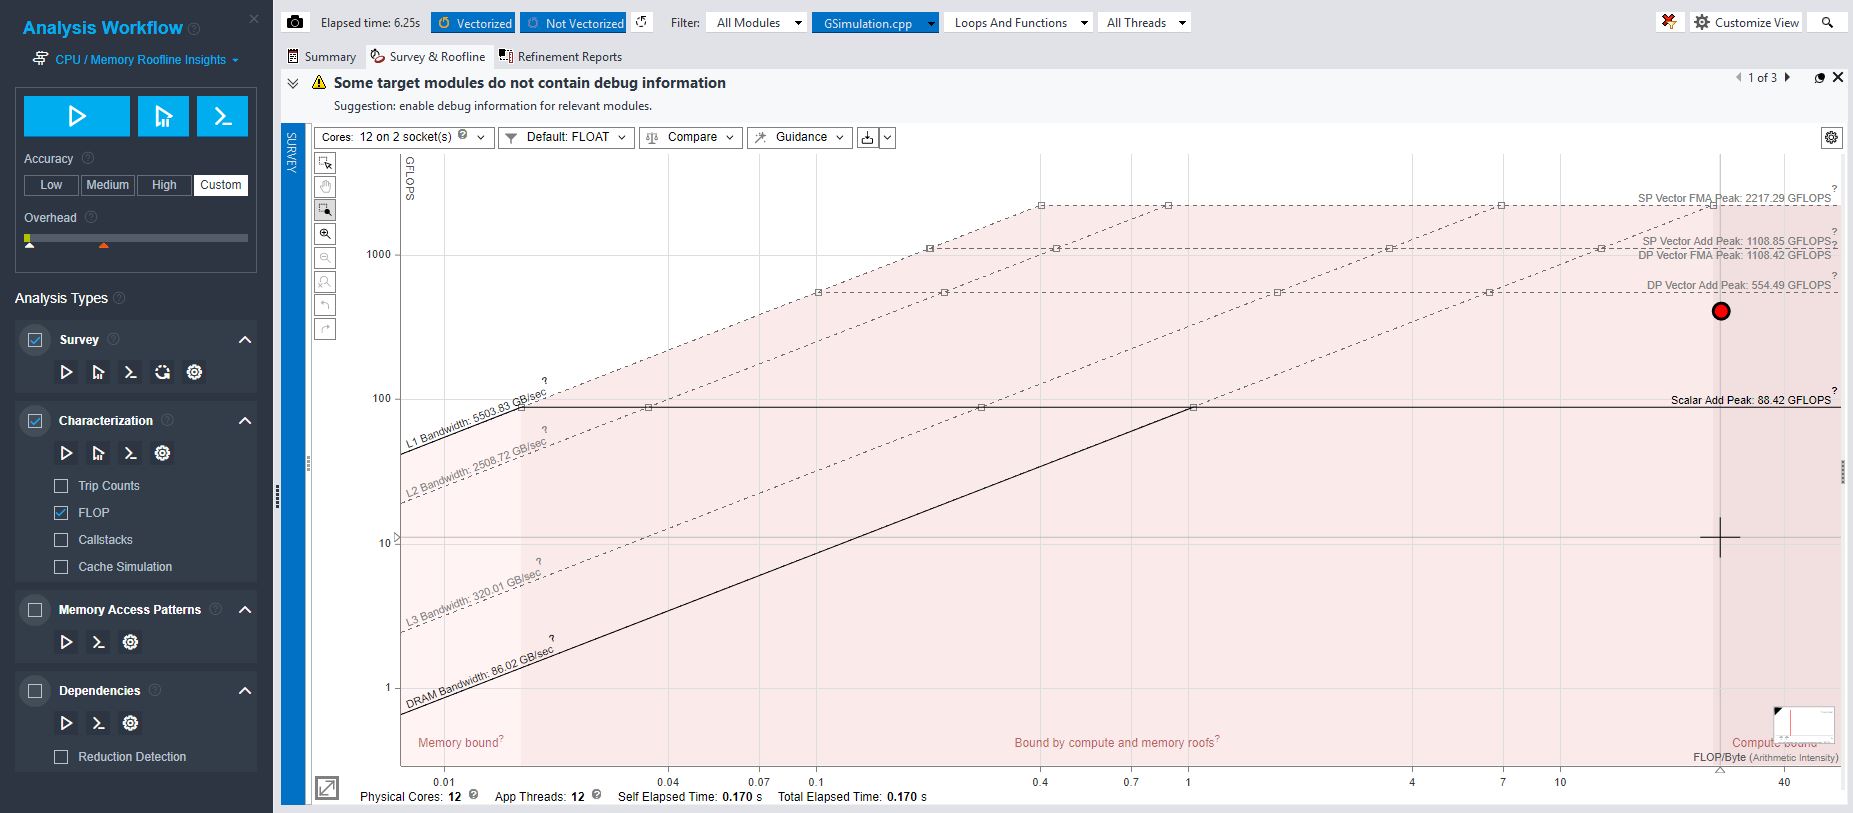 Analysis Workflow
CPU / Memory Roofline Insights
Accuracy
Low Medium High Custom
Overhead
Analysis Types
Survey
Characterization
Trip Counts
FLOP
Callstacks
Cache Simulation
Memory Access Patterns
Dependencies
Reduction Detection
Elapsed time: 6.25s Vectorized Not Vectorized Filter: All Modules GSimulation.cpp Loops And Functions All Threads Customize View
Summary Survey & Roofline Refinement Reports
Some target modules do not contain debug information
1 of 3
Suggestion: enable debug information for relevant modules.
SURVEY
Cores: 12 on 2 socket(s) ? Default: FLOAT Compare Guidance
GFLOPS
SP Vector FMA Peak: 2217.29 GFLOPS ?
SP Vector Add Peak: 1108.85 GFLOPS ?
DP Vector FMA Peak: 1108.42 GFLOPS ?
DP Vector Add Peak: 554.49 GFLOPS ?
Scalar Add Peak: 88.42 GFLOPS ?
L1 Bandwidth: 5503.83 GB/sec ?
L2 Bandwidth: 2508.72 GB/sec ?
L3 Bandwidth: 320.01 GB/sec ?
DRAM Bandwidth: 86.02 GB/sec ?
1000
100
10
1
Memory bound? Bound by compute and memory roofs? Compute bound
FLOP/Byte (Arithmetic Intensity)
0.01 0.04 0.07 0.1 0.4 0.7 1 4 7 10 40
Physical Cores: 12 ? App Threads: 12 ? Self Elapsed Time: 0.170 s Total Elapsed Time: 0.170 s